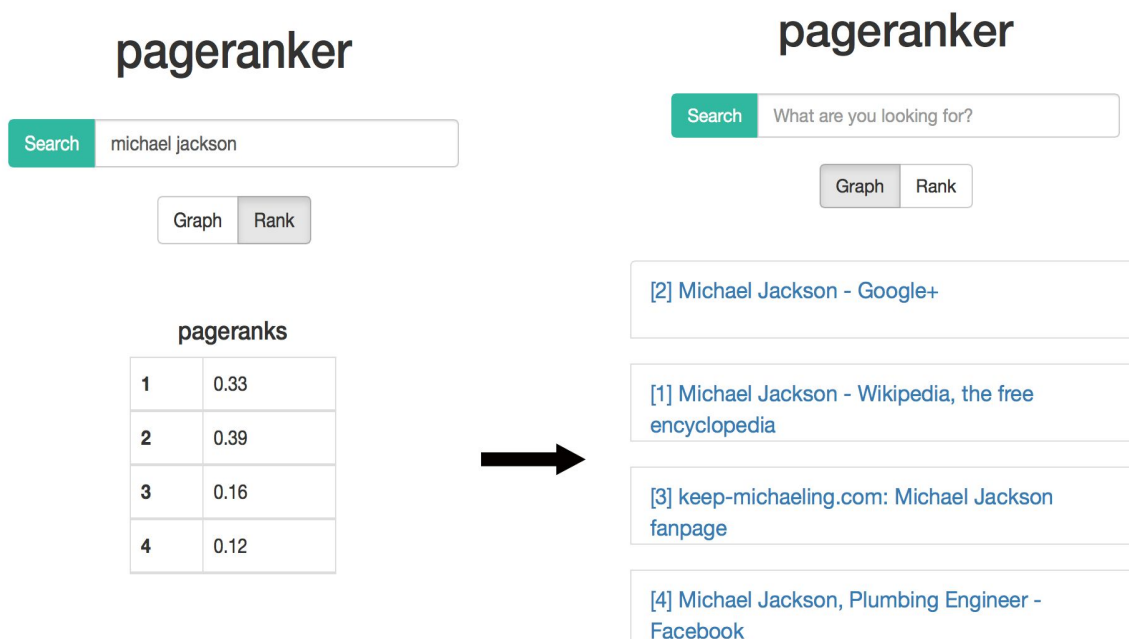 pageranker
Search michael jackson
Graph Rank
pageranks
1 0.33
2 0.39
3 0.16
4 0.12
pageranker
Search What are you looking for?
Graph Rank
[2] Michael Jackson - Google+
[1] Michael Jackson - Wikipedia, the free
encyclopedia
[3] keep-michaeling.com: Michael Jackson
fanpage
[4] Michael Jackson, Plumbing Engineer -
Facebook